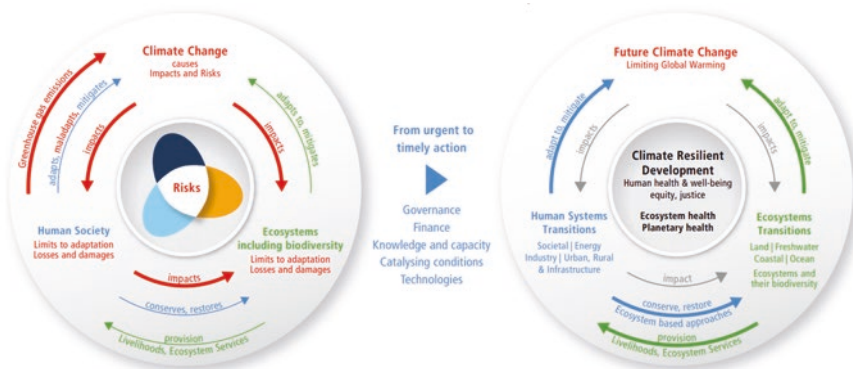 Climate Change
causes
Impacts and Risks
Greenhouse gas emissions
adapts, maladapts, mitigates
impacts
impacts
adapts to, mitigates
Risks
Human Society
Limits to adaptation
Losses and damages
Ecosystems
including biodiversity
Limits to adaptation
Losses and damages
impacts
conserves, restores
provision
Livelihoods, Ecosystem Services
From urgent to
timely action
Governance
Finance
Knowledge and capacity
Catalysing conditions
Technologies
Future Climate Change
Limiting Global Warming
adapt to, mitigate
impacts
impacts
adapt to, mitigate
Climate Resilient
Development
Human health & well-being
equity, justice
Ecosystem health
Planetary health
Human Systems
Transitions
Societal | Energy
Industry | Urban, Rural
& Infrastructure
Ecosystems
Transitions
Land | Freshwater
Coastal | Ocean
Ecosystems and
their biodiversity
impact
conserve, restore
Ecosystem based approaches
provision
Livelihoods, Ecosystem Services